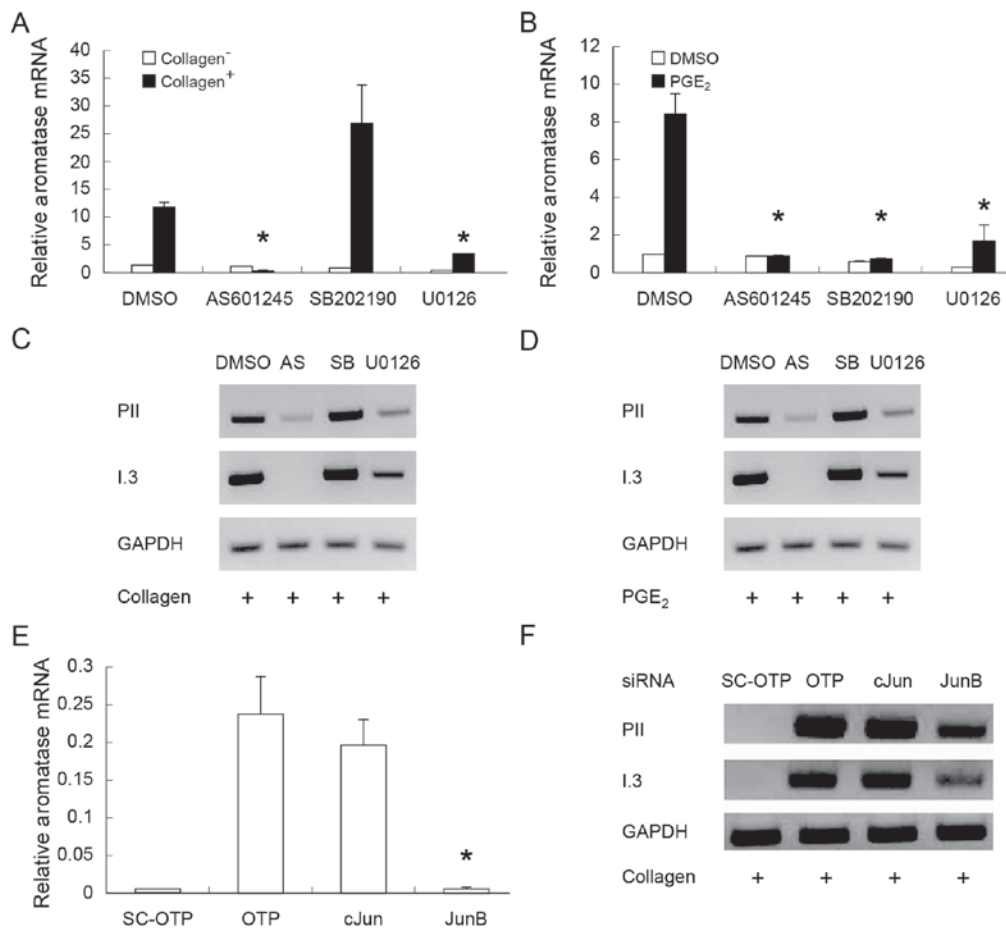 A
Relative aromatase mRNA
40
35
30
25
20
15
10
5
0
Collagen⁻
Collagen⁺
*
*
DMSO AS601245 SB202190 U0126
B
Relative aromatase mRNA
12
10
8
6
4
2
0
DMSO
PGE₂
*
*
*
DMSO AS601245 SB202190 U0126
C
DMSO AS SB U0126
PII
I.3
GAPDH
Collagen + + + +
D
DMSO AS SB U0126
PII
I.3
GAPDH
PGE₂ + + + +
E
Relative aromatase mRNA
0.3
0.25
0.2
0.15
0.1
0.05
0
*
SC-OTP OTP cJun JunB
F
siRNA SC-OTP OTP cJun JunB
PII
I.3
GAPDH
Collagen + + + +